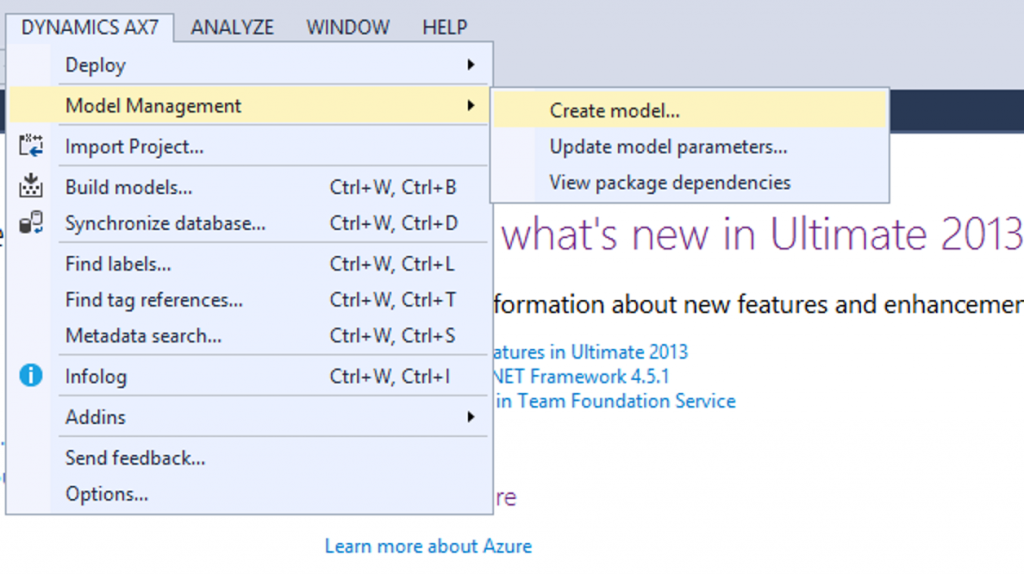 DYNAMICS AX7 ANALYZE WINDOW HELP
Deploy
Model Management
Create model...
Import Project...
Update model parameters...
Build models... Ctrl+W, Ctrl+B
View package dependencies
Synchronize database... Ctrl+W, Ctrl+D
what's new in Ultimate 2013
Find labels... Ctrl+W, Ctrl+L
Find tag references... Ctrl+W, Ctrl+T
formation about new features and enhancemen
Metadata search... Ctrl+W, Ctrl+S
atures in Ultimate 2013
Infolog Ctrl+W, Ctrl+I
NET Framework 4.5.1
in Team Foundation Service
Addins
Send feedback...
Options...
re
Learn more about Azure